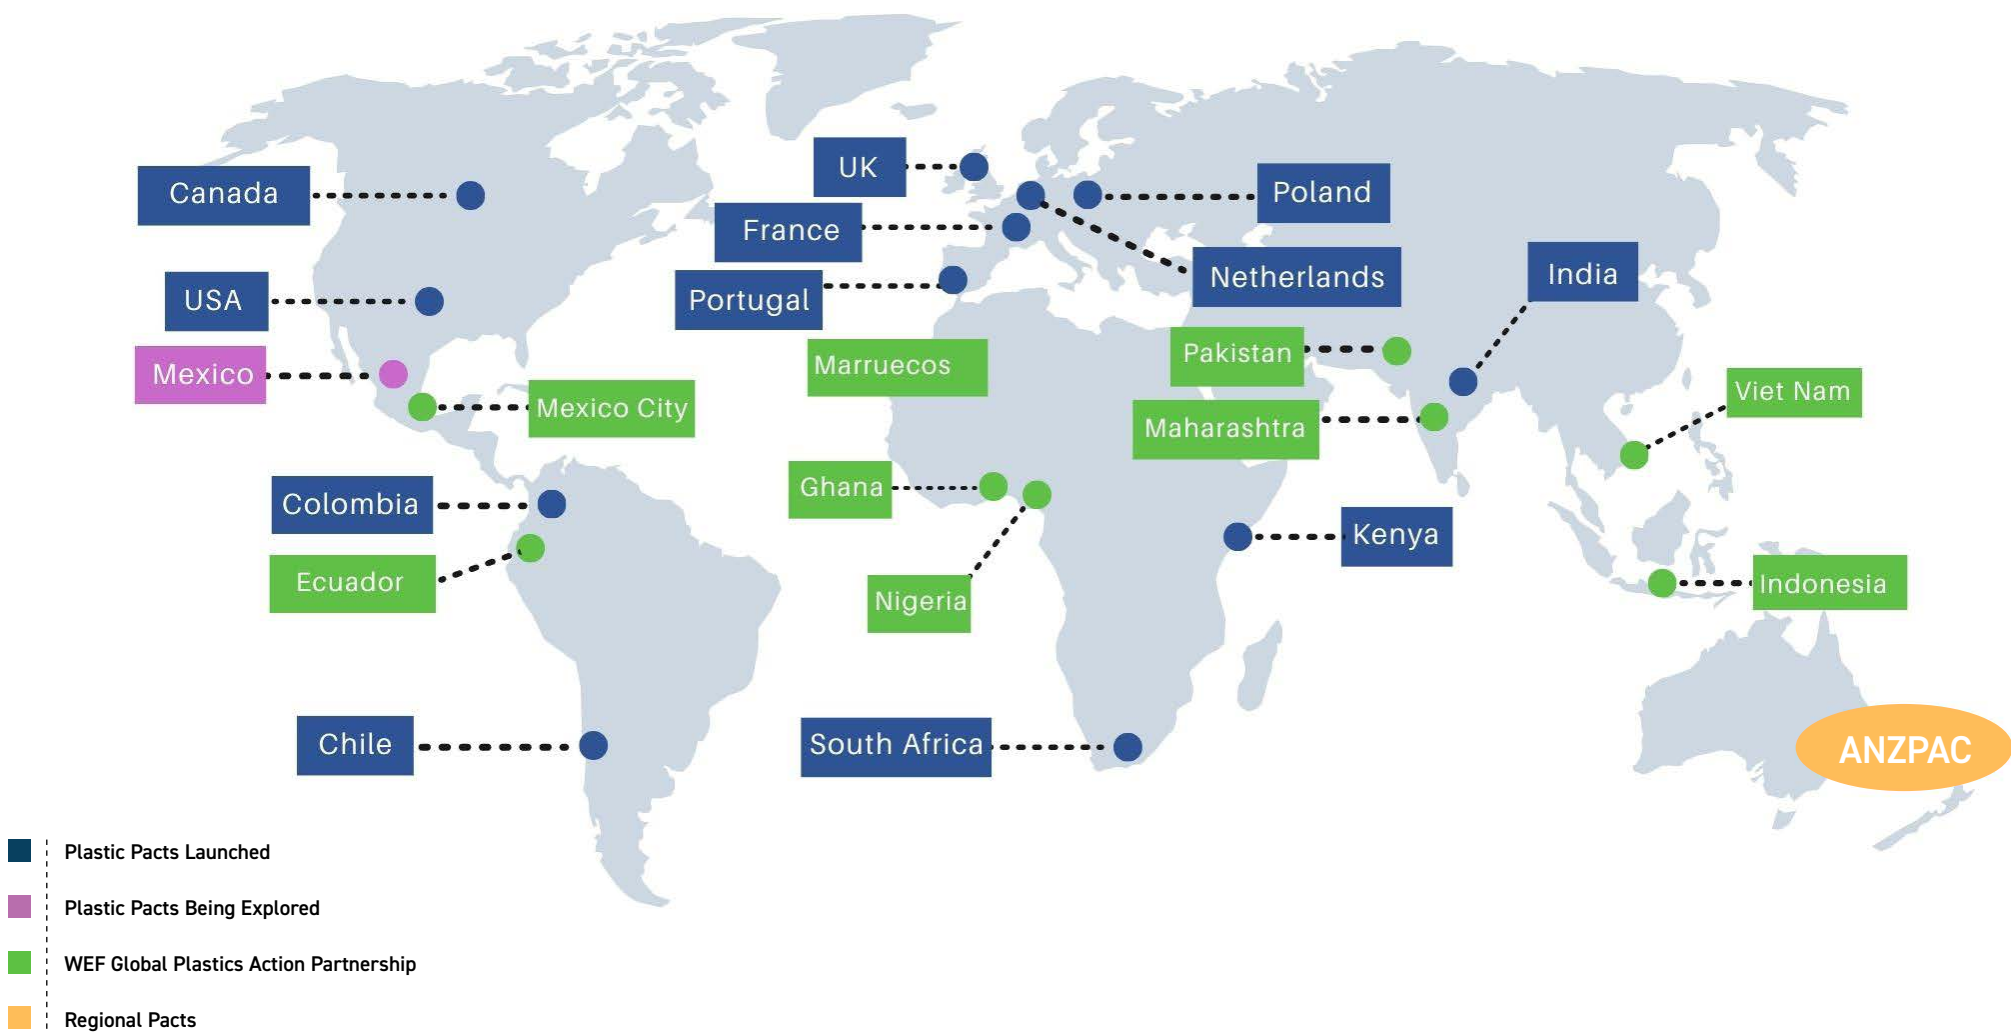 UK
Canada
Poland
France
India
Netherlands
USA
Portugal
Marruecos
Pakistan
Mexico
Mexico City
Viet Nam
Maharashtra
Ghana
Colombia
Kenya
Ecuador
Indonesia
Nigeria
Chile
South Africa
ANZPAC
Plastic Pacts Launched
Plastic Pacts Being Explored
WEF Global Plastics Action Partnership
Regional Pacts